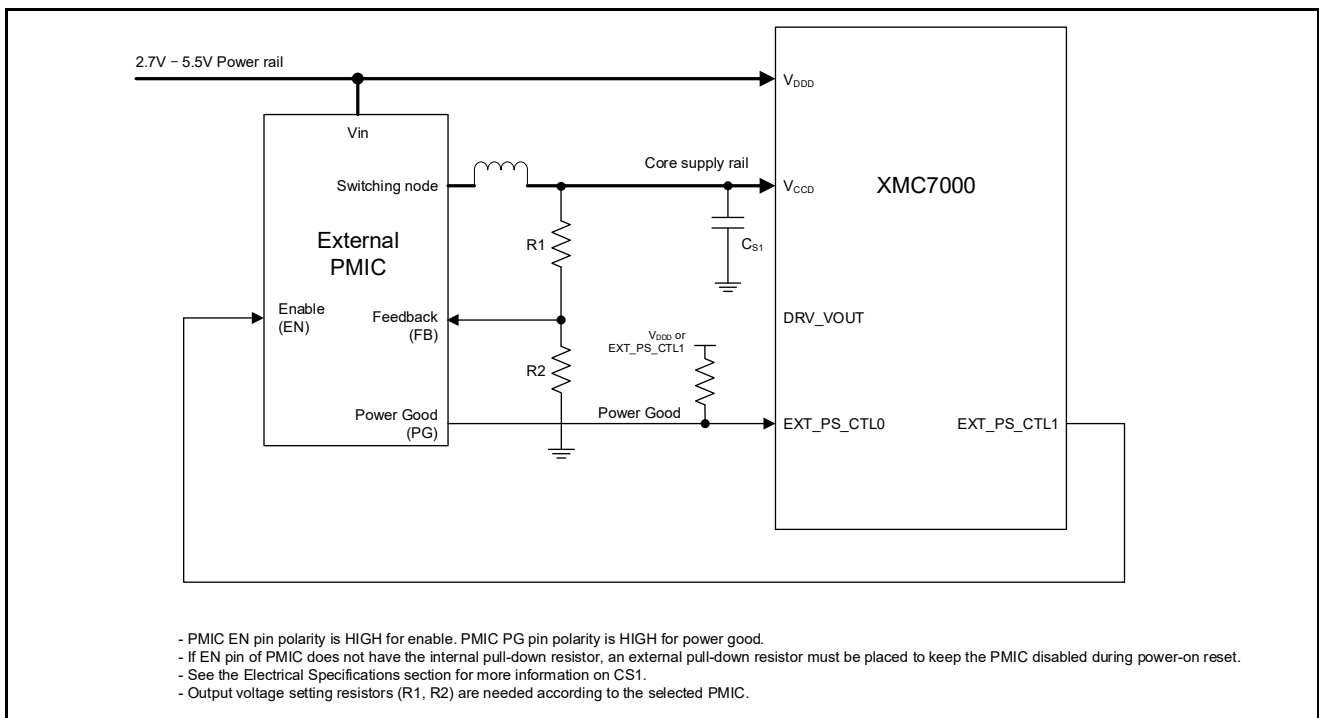 2.7V – 5.5V Power rail
Vin
VDDD
Switching node
Core supply rail
VCCD
XMC7000
External
PMIC
R1
CS1
Enable
(EN)
Feedback
(FB)
DRV_VOUT
VDDD or
EXT_PS_CTL1
R2
Power Good
(PG)
Power Good
EXT_PS_CTL0
EXT_PS_CTL1
- PMIC EN pin polarity is HIGH for enable. PMIC PG pin polarity is HIGH for power good.
- If EN pin of PMIC does not have the internal pull-down resistor, an external pull-down resistor must be placed to keep the PMIC disabled during power-on reset.
- See the Electrical Specifications section for more information on CS1.
- Output voltage setting resistors (R1, R2) are needed according to the selected PMIC.